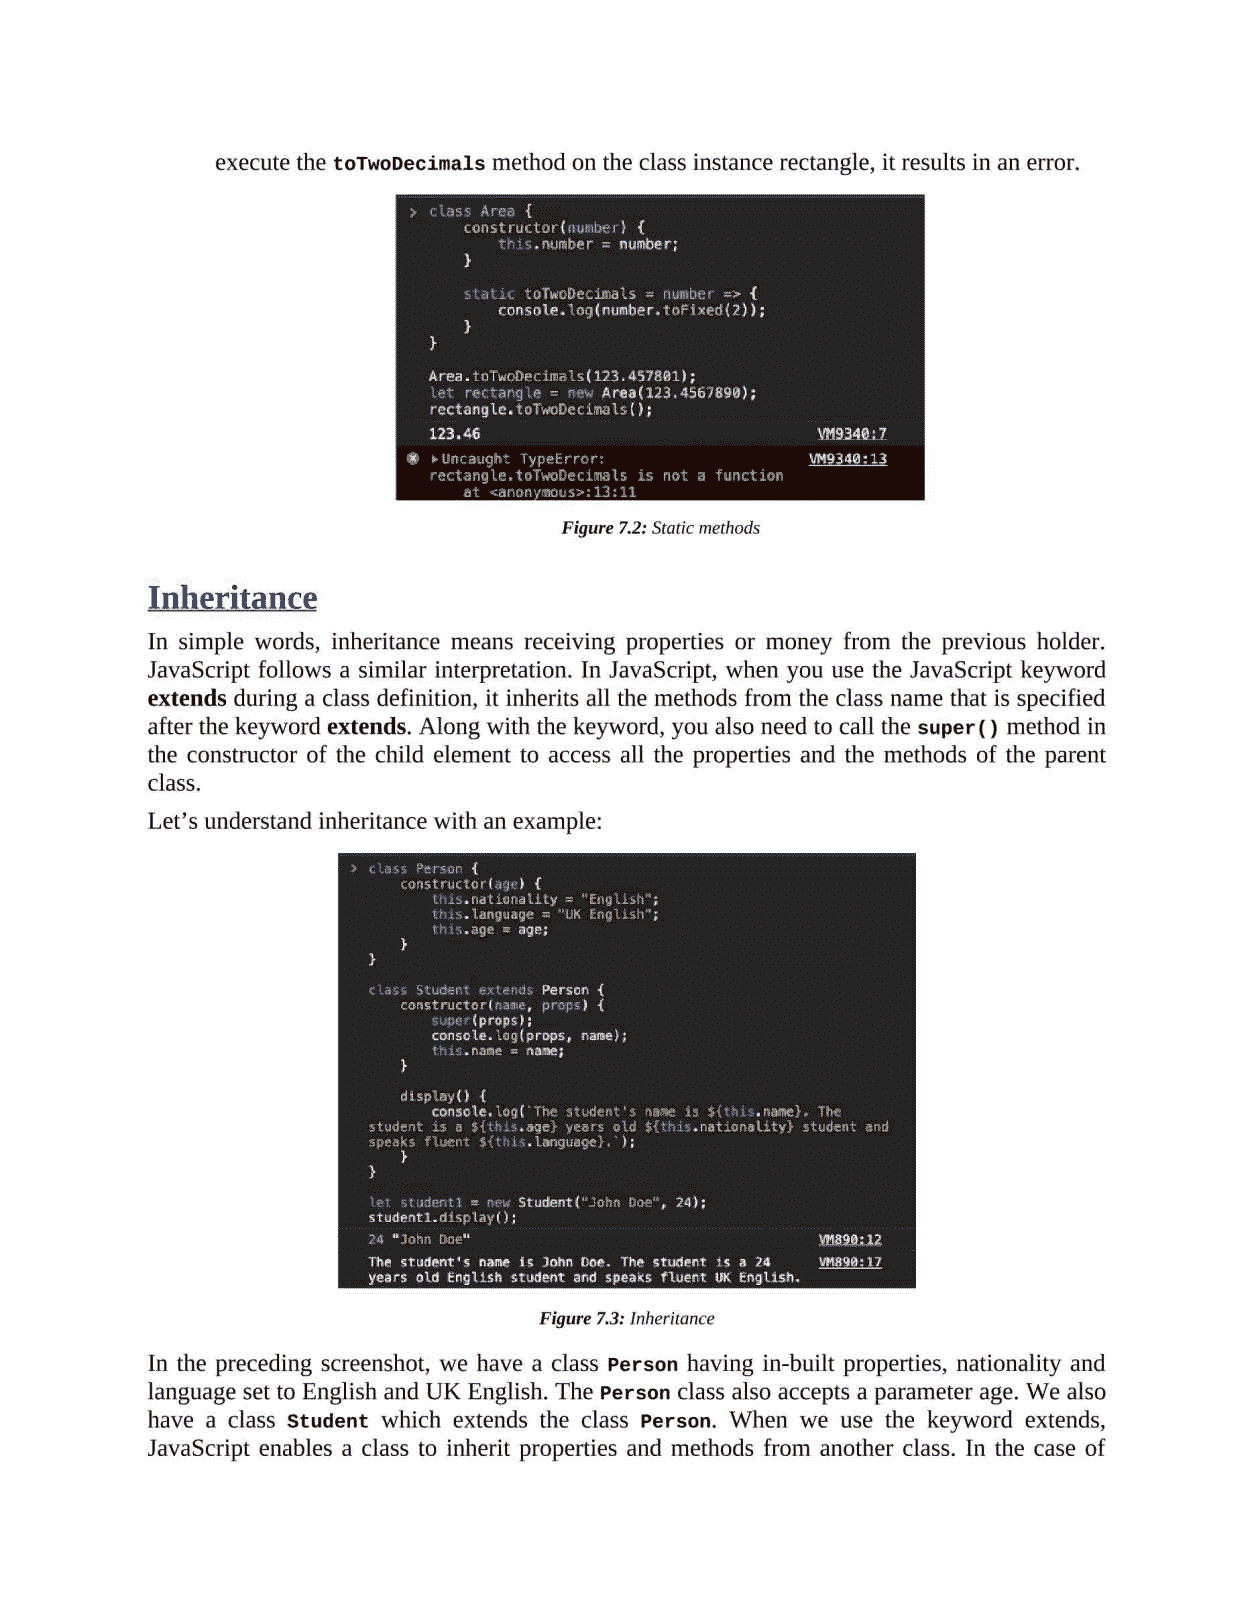 execute the toTwoDecimals method on the class instance rectangle, it results in an error.
> class Area {
constructor(number) {
this.number = number;
}
static toTwoDecimals = number => {
console.log(number.toFixed(2));
}
}
Area.toTwoDecimals(123.457801);
let rectangle = new Area(123.4567890);
rectangle.toTwoDecimals();
123.46 VM9340:7
▸Uncaught TypeError: VM9340:13
rectangle.toTwoDecimals is not a function
at <anonymous>:13:11
Figure 7.2: Static methods
Inheritance
In simple words, inheritance means receiving properties or money from the previous holder.
JavaScript follows a similar interpretation. In JavaScript, when you use the JavaScript keyword
extends during a class definition, it inherits all the methods from the class name that is specified
after the keyword extends. Along with the keyword, you also need to call the super() method in
the constructor of the child element to access all the properties and the methods of the parent
class.
Let’s understand inheritance with an example:
> class Person {
constructor(age) {
this.nationality = "English";
this.language = "UK English";
this.age = age;
}
}
class Student extends Person {
constructor(name, props) {
super(props);
console.log(props, name);
this.name = name;
}
display() {
console.log(`The student's name is ${this.name}. The
student is a ${this.age} years old ${this.nationality} student and
speaks fluent ${this.language}.`);
}
}
let student1 = new Student("John Doe", 24);
student1.display();
24 "John Doe" VM890:12
The student's name is John Doe. The student is a 24 VM890:17
years old English student and speaks fluent UK English.
Figure 7.3: Inheritance
In the preceding screenshot, we have a class Person having in-built properties, nationality and
language set to English and UK English. The Person class also accepts a parameter age. We also
have a class Student which extends the class Person. When we use the keyword extends,
JavaScript enables a class to inherit properties and methods from another class. In the case of